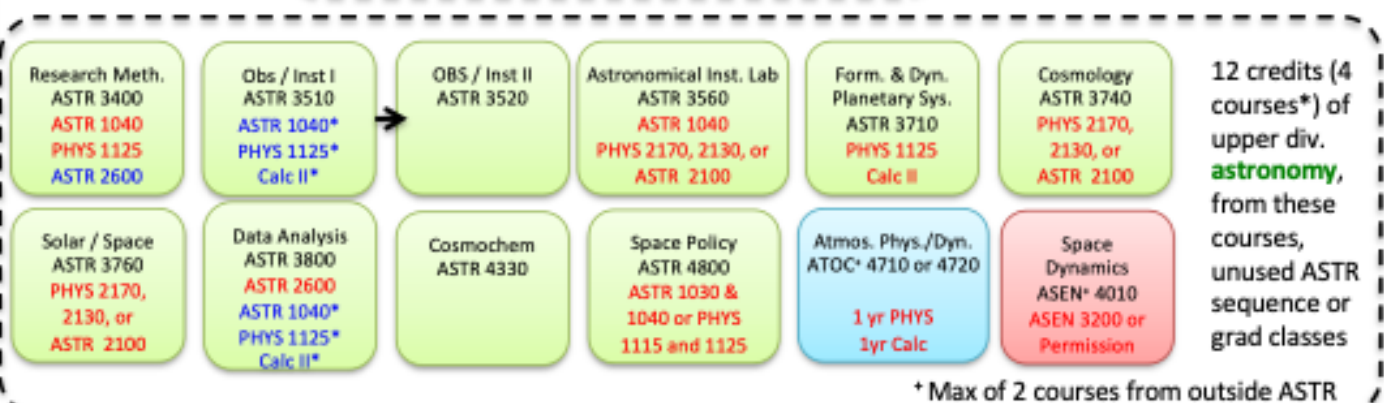 Research Meth.
ASTR 3400
ASTR 1040
PHYS 1125
ASTR 2600
Obs / Inst I
ASTR 3510
ASTR 1040*
PHYS 1125*
Calc II*
OBS / Inst II
ASTR 3520
Astronomical Inst. Lab
ASTR 3560
ASTR 1040
PHYS 2170, 2130, or
ASTR 2100
Form. & Dyn.
Planetary Sys.
ASTR 3710
PHYS 1125
Calc II
Cosmology
ASTR 3740
PHYS 2170,
2130, or
ASTR 2100
Solar / Space
ASTR 3760
PHYS 2170,
2130, or
ASTR 2100
Data Analysis
ASTR 3800
ASTR 2600
ASTR 1040*
PHYS 1125*
Calc II*
Cosmochem
ASTR 4330
Space Policy
ASTR 4800
ASTR 1030 &
1040 or PHYS
1115 and 1125
Atmos. Phys./Dyn.
ATOC⁺ 4710 or 4720
1 yr PHYS
1yr Calc
Space
Dynamics
ASEN⁺ 4010
ASEN 3200 or
Permission
12 credits (4
courses*) of
upper div.
astronomy,
from these
courses,
unused ASTR
sequence or
grad classes
⁺ Max of 2 courses from outside ASTR